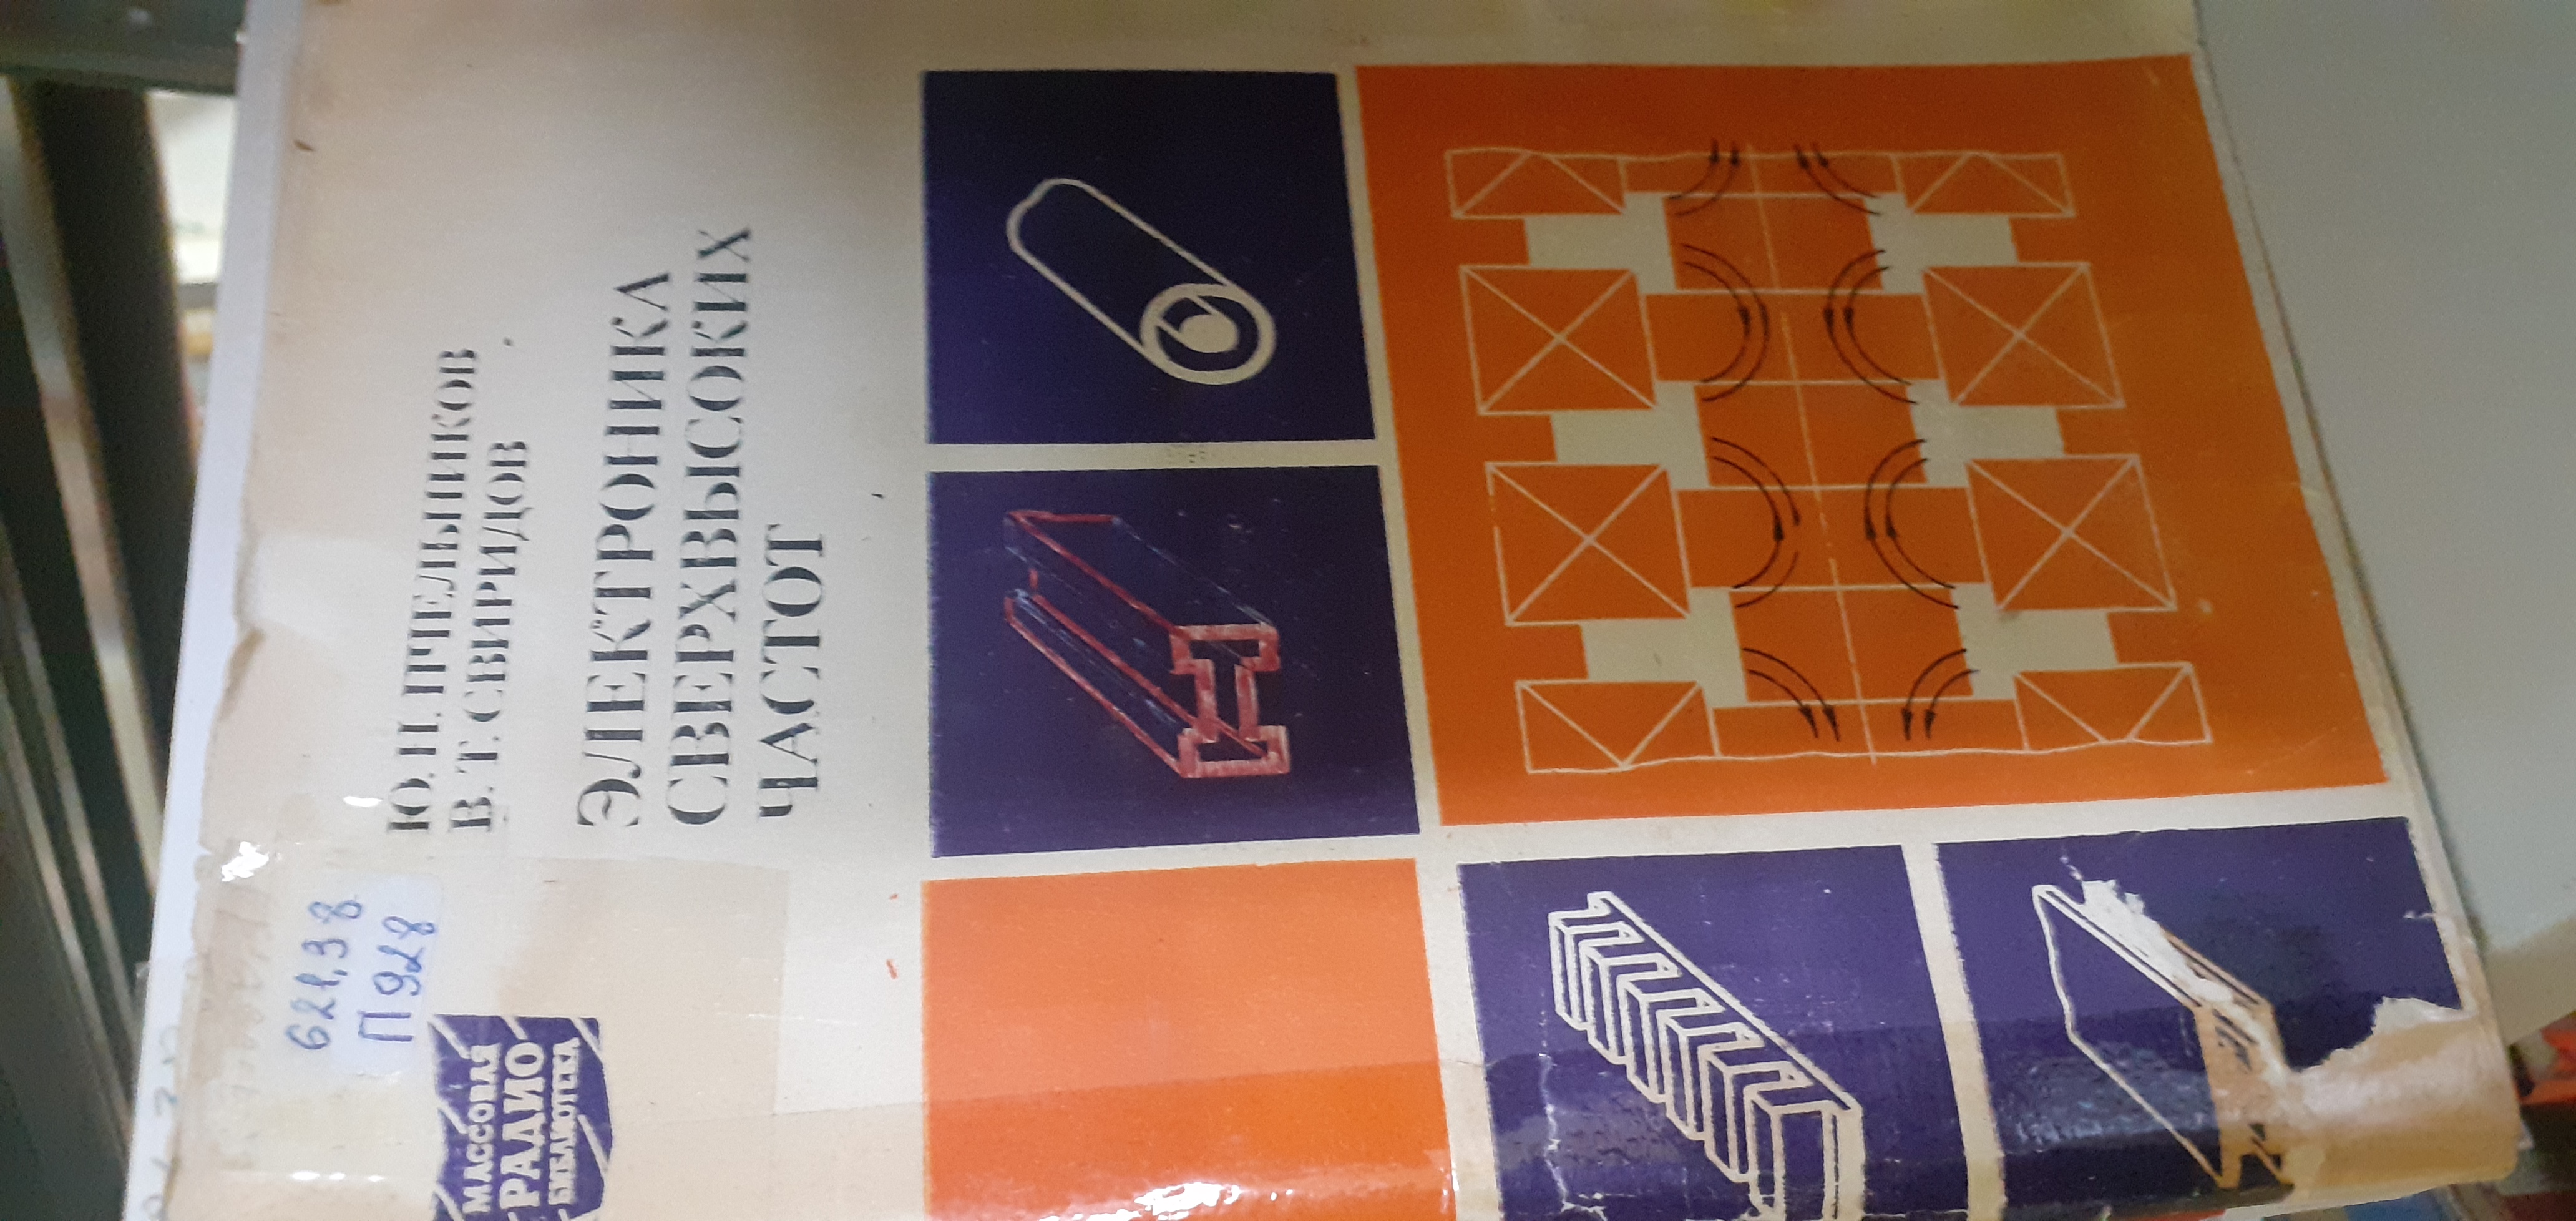 Ю. Н. ПЧЕЛЬНИКОВ
В. Т. СВИРИДОВ
ЭЛЕКТРОНИКА
СВЕРХВЫСОКИХ
ЧАСТОТ
621,38
П 928
МАССОВАЯ
РАДИО
БИБЛИОТЕКА